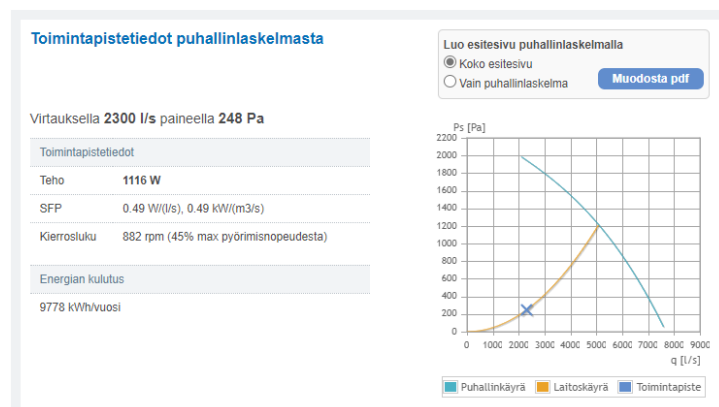 Toimintapistetiedot puhallinlaskelmasta
Luo esitesivu puhallinlaskelmalla
Koko esitesivu
Vain puhallinlaskelma
Muodosta pdf
Virtauksella 2300 l/s paineella 248 Pa
Toimintapistetiedot
Teho 1116 W
SFP 0.49 W/(l/s), 0.49 kW/(m3/s)
Kierrosluku 882 rpm (45% max pyörimisnopeudesta)
Energian kulutus
9778 kWh/vuosi
Ps [Pa]
2200
2000
1800
1600
1400
1200
1000
800
600
400
200
0
0 1000 2000 3000 4000 5000 6000 7000 8000 9000
q [l/s]
Puhallinkäyrä Laitoskäyrä Toimintapiste